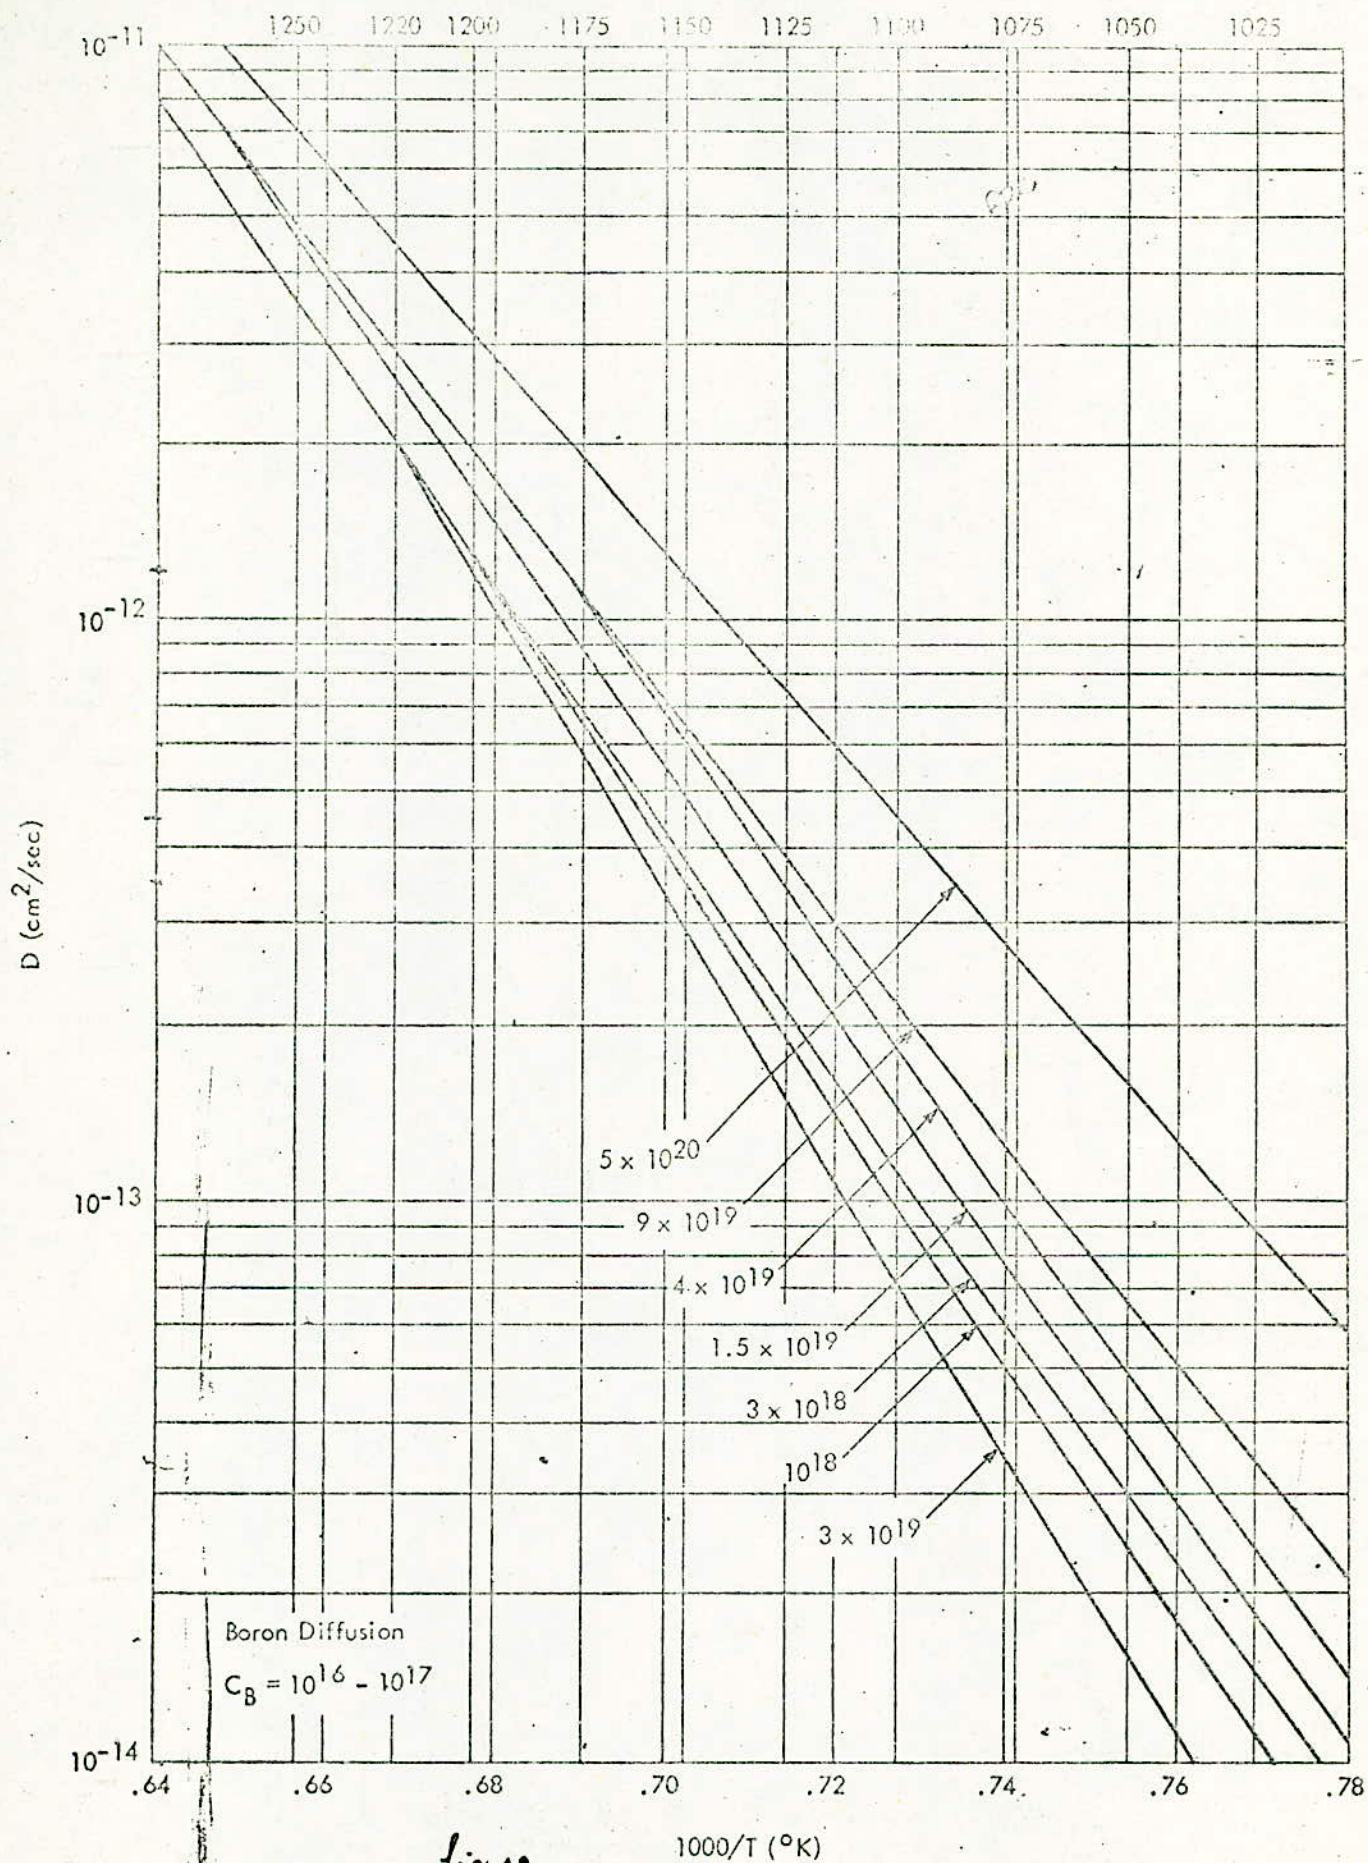 1250 1220 1200 1175 1150 1125 1100 1075 1050 1025
10-11
10-12
D (cm2/sec)
5 x 1020
10-13
9 x 1019
4 x 1019
1.5 x 1019
3 x 1018
1018
3 x 1019
Boron Diffusion
CB = 1016 - 1017
10-14
.64 .66 .68 .70 .72 .74 .76 .78
1000/T (°K)